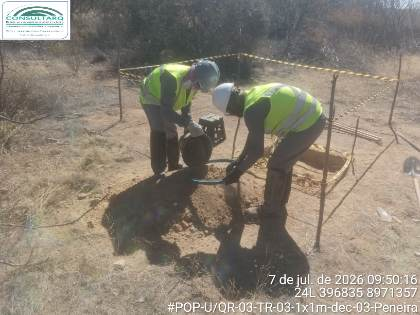 CONSULTARQ
7 de jul. de 2026 09:50:16
24L 396835 8971357
#POP-U/QR-03-TR-03-1x1m-dec-03-Peneira